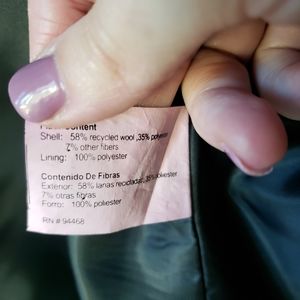 Content
Shell: 58% recycled wool ,35% polyester
7% other fibers
Lining: 100% polyester
Contenido De Fibras
Exterior: 58% lanas recicladas, 35% poliester
7% otras fibras
Forro: 100% poliester
RN # 94468